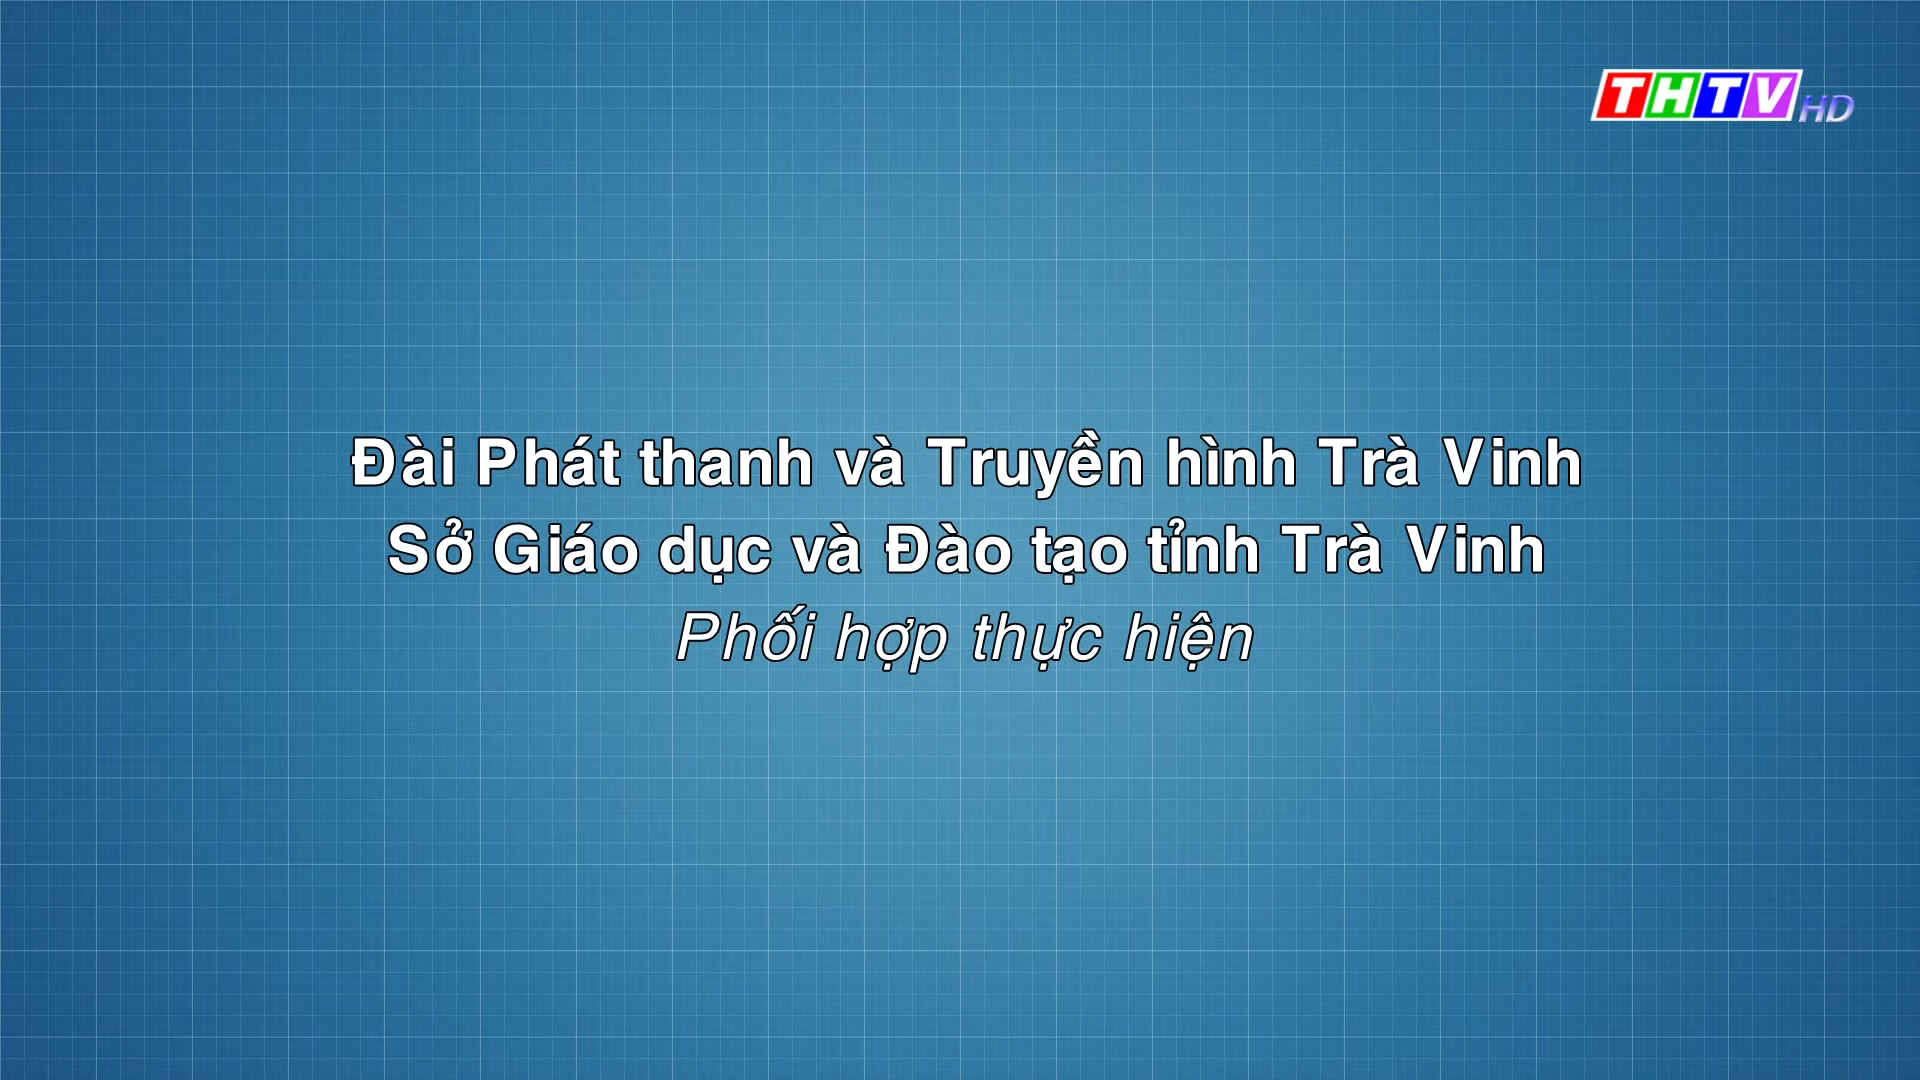 THTV HD
Đài Phát thanh và Truyền hình Trà Vinh
Sở Giáo dục và Đào tạo tỉnh Trà Vinh
Phối hợp thực hiện